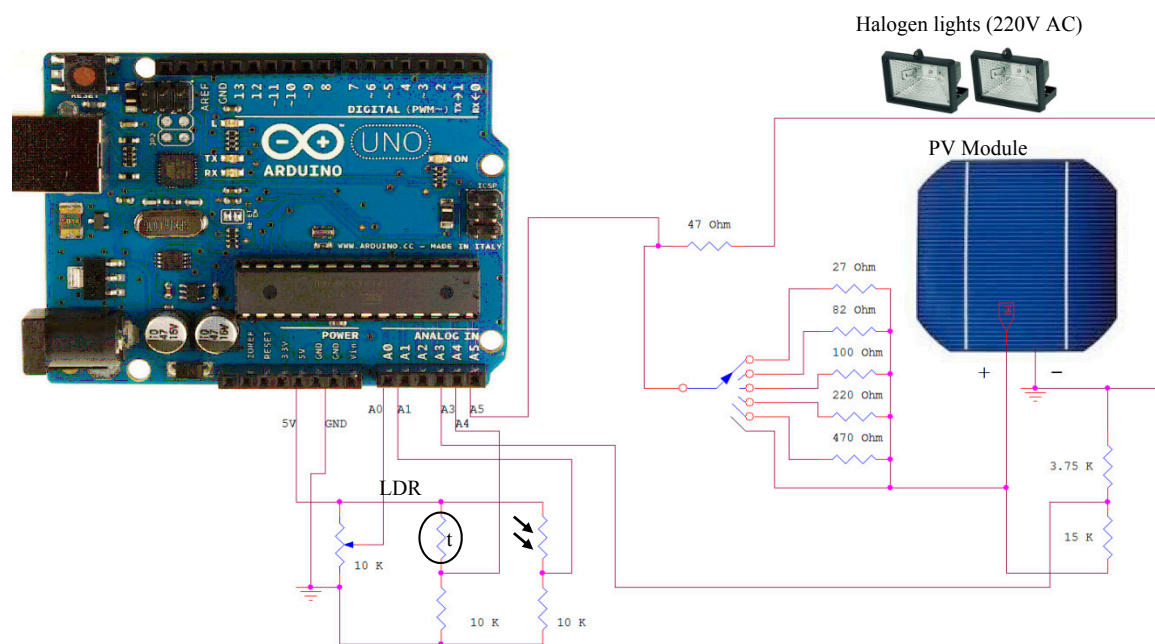 Halogen lights (220V AC)
PV Module
RESET
AREF
GND
13
12
~11
~10
~9
8
7
~6
~5
4
~3
2
TX→1
RX←0
DIGITAL (PWM~)
L
TX
RX
ARDUINO
UNO
ON
ICSP
WWW.ARDUINO.CC - MADE IN ITALY
POWER
ANALOG IN
IOREF
RESET
3.3V
5V
GND
GND
Vin
A0
A1
A2
A3
A4
A5
47 Ohm
27 Ohm
82 Ohm
100 Ohm
220 Ohm
470 Ohm
+
−
3.75 K
15 K
5V
GND
A0
A1
A3
A4
A5
LDR
t
10 K
10 K
10 K